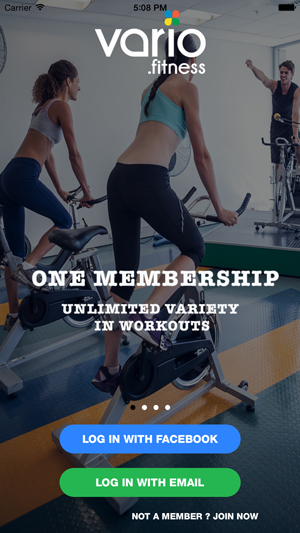 Carrier 5:08 PM
vario
.fitness
ONE MEMBERSHIP
UNLIMITED VARIETY
IN WORKOUTS
LOG IN WITH FACEBOOK
LOG IN WITH EMAIL
NOT A MEMBER ? JOIN NOW